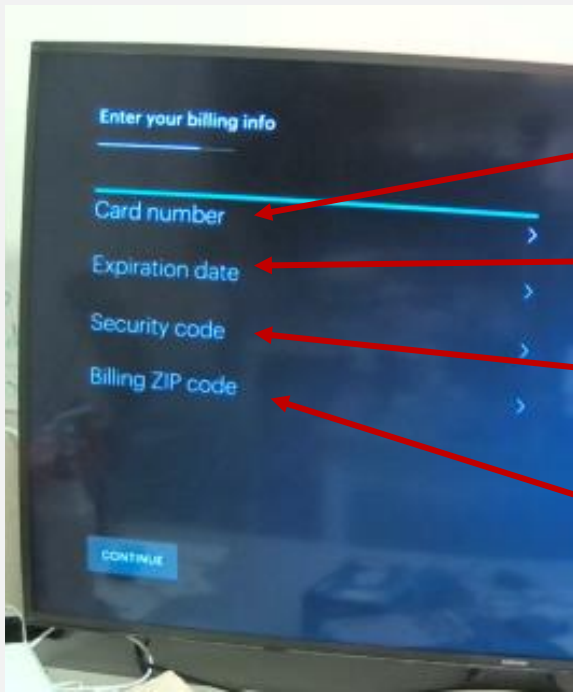 Enter your billing info
Card number
Expiration date
Security code
Billing ZIP code
CONTINUE